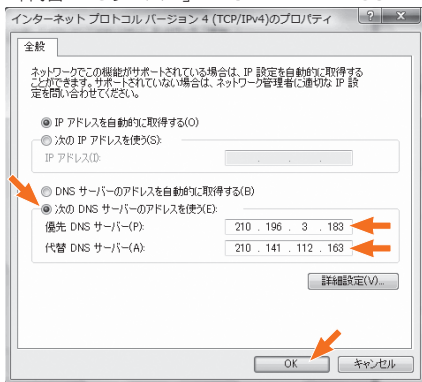 インターネット プロトコル バージョン 4 (TCP/IPv4)のプロパティ
全般
ネットワークでこの機能がサポートされている場合は、IP 設定を自動的に取得する
ことができます。サポートされていない場合は、ネットワーク管理者に適切な IP 設
定を問い合わせてください。
IP アドレスを自動的に取得する(O)
次の IP アドレスを使う(S):
IP アドレス(I):
DNS サーバーのアドレスを自動的に取得する(B)
次の DNS サーバーのアドレスを使う(E):
優先 DNS サーバー(P): 210 . 196 . 3 . 183
代替 DNS サーバー(A): 210 . 141 . 112 . 163
詳細設定(V)...
OK キャンセル